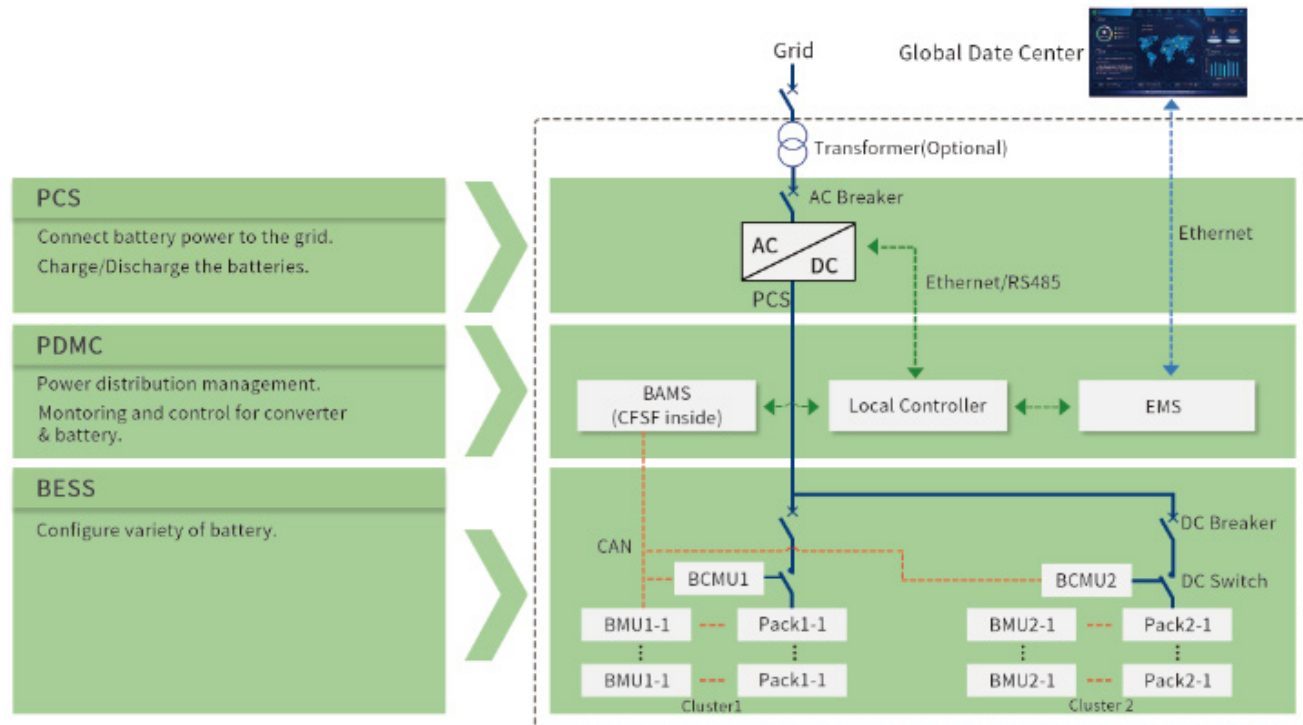 Grid
Global Date Center
Transformer(Optional)
PCS
Connect battery power to the grid.
Charge/Discharge the batteries.
AC Breaker
AC
DC
PCS
Ethernet/RS485
Ethernet
PDMC
Power distribution management.
Montoring and control for converter
& battery.
BAMS
(CFSF inside)
Local Controller
EMS
BESS
Configure variety of battery.
CAN
DC Breaker
BCMU1
BCMU2
DC Switch
BMU1-1
Pack1-1
BMU2-1
Pack2-1
BMU1-1
Pack1-1
BMU2-1
Pack2-1
Cluster1
Cluster 2